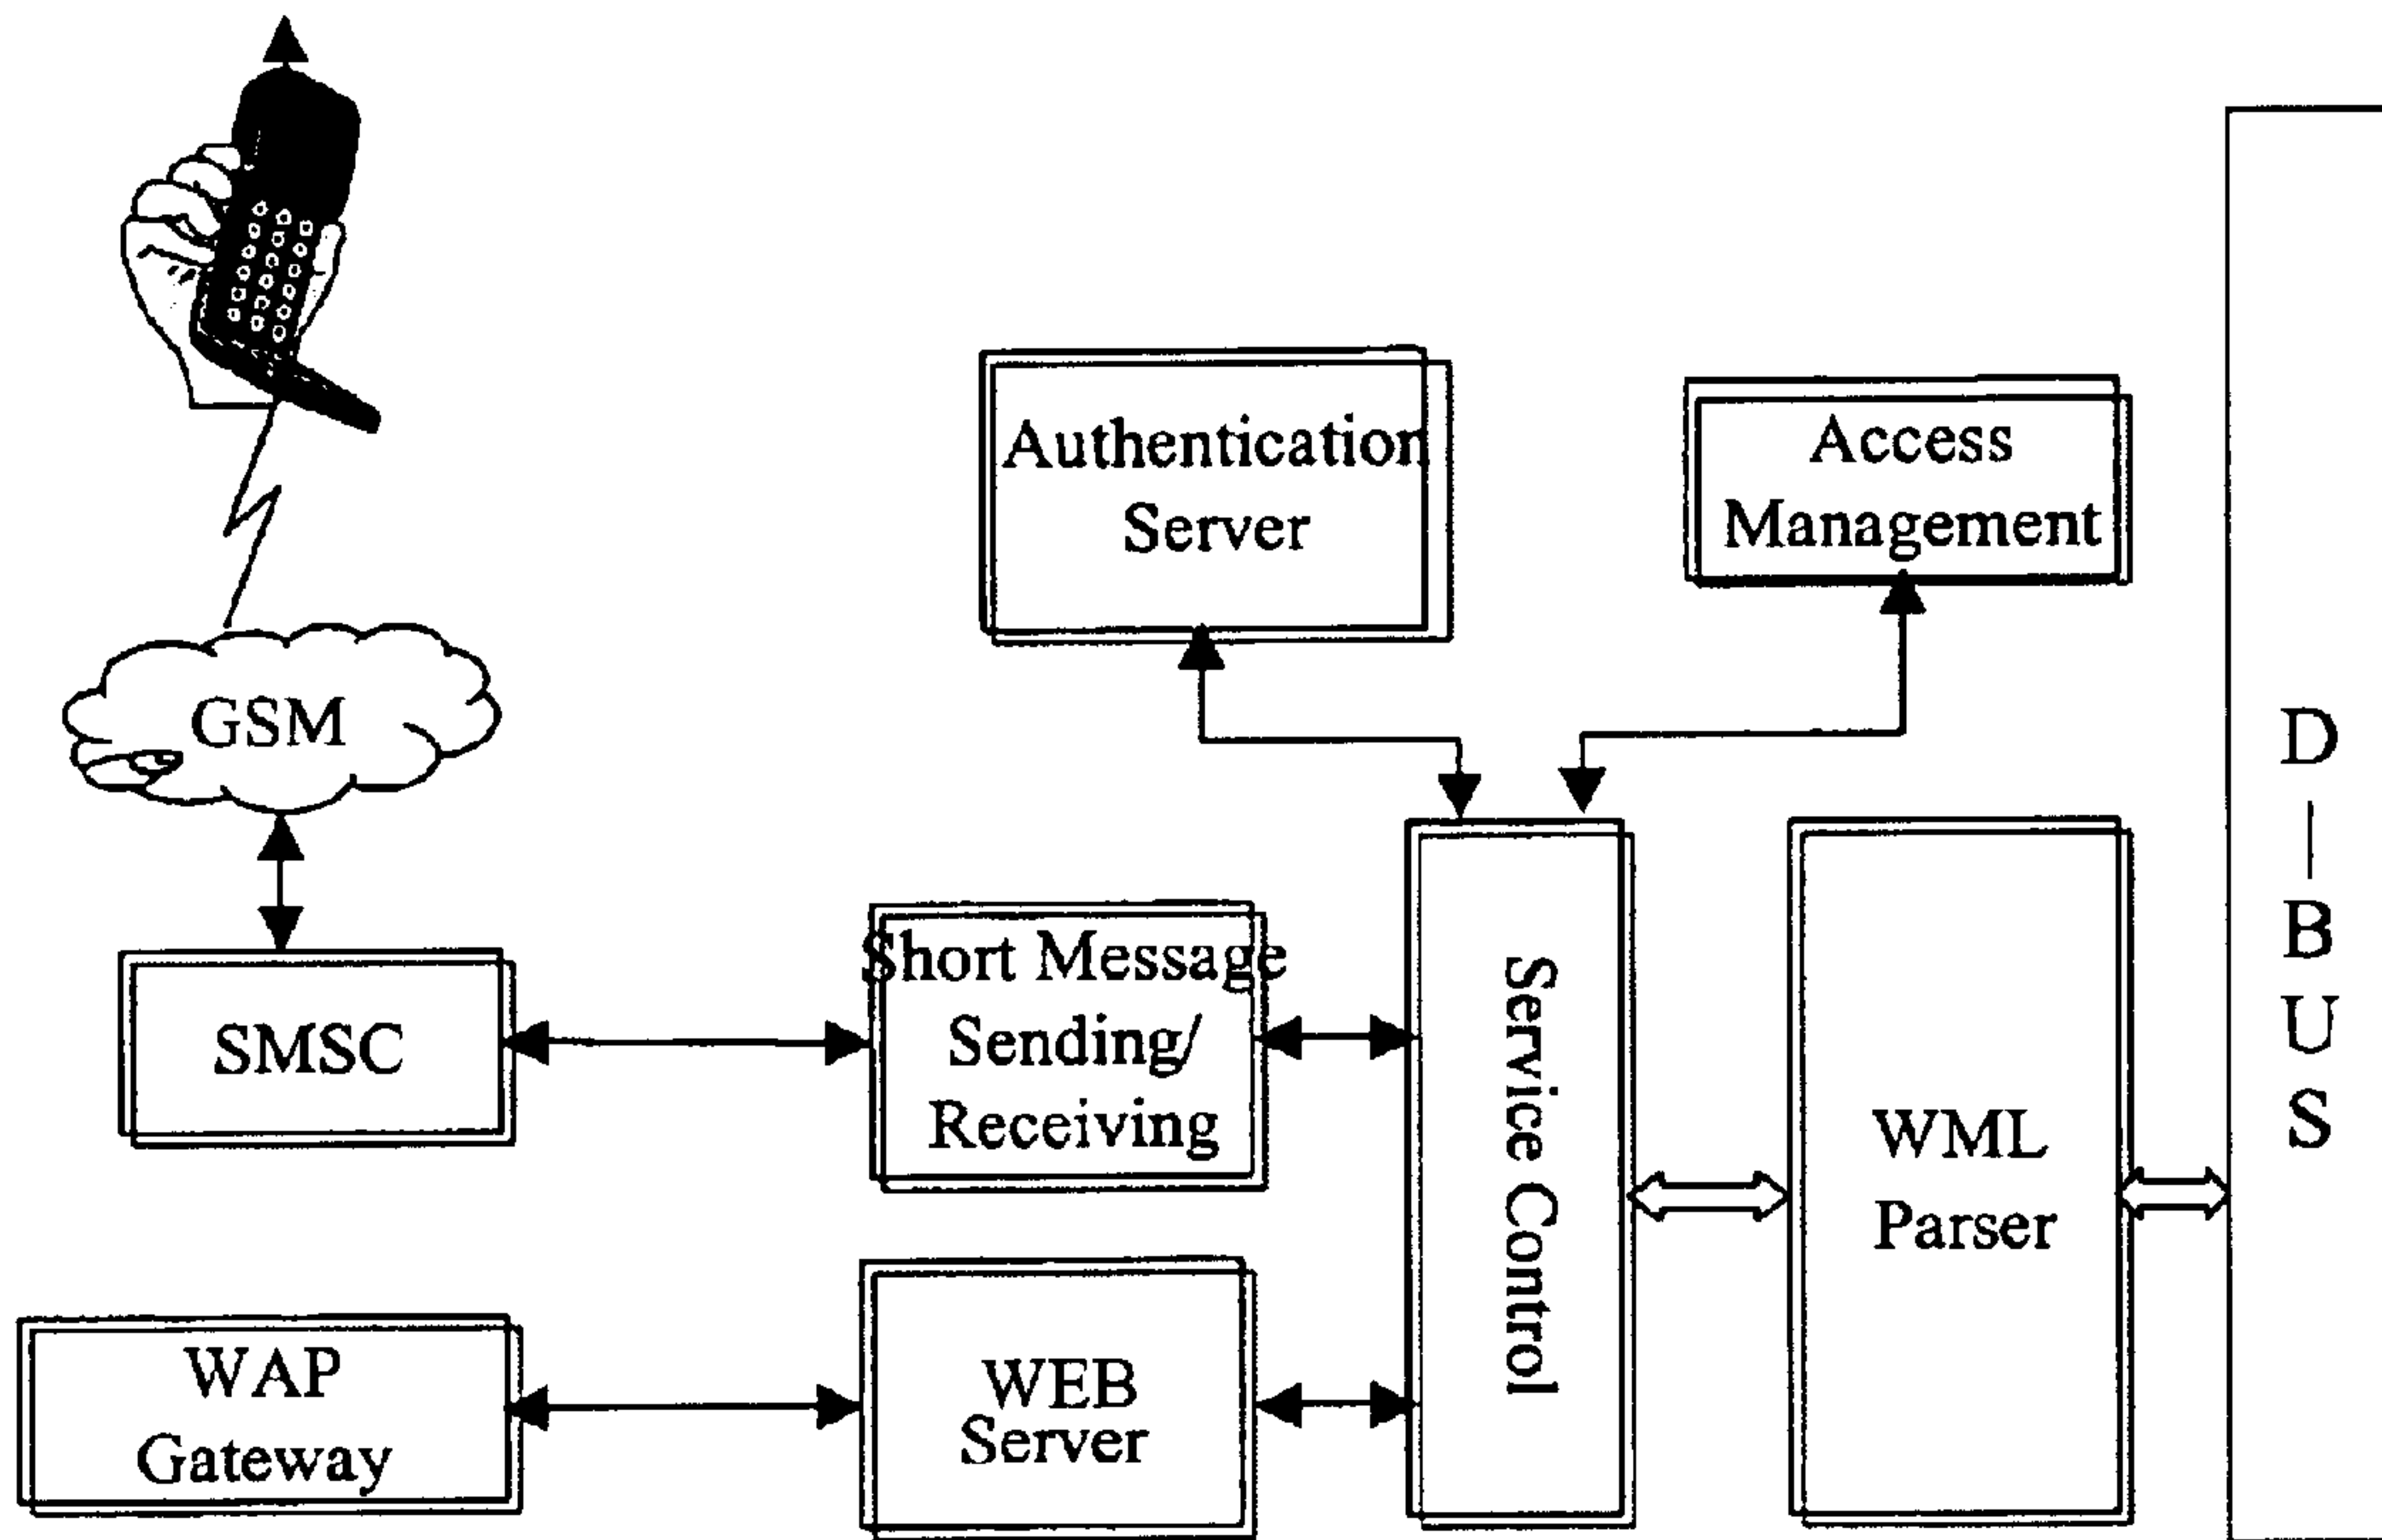 Authentication
Server
Access
Management
GSM
D
|
B
U
S
SMSC
Short Message
Sending/
Receiving
Service Control
WML
Parser
WAP
Gateway
WEB
Server